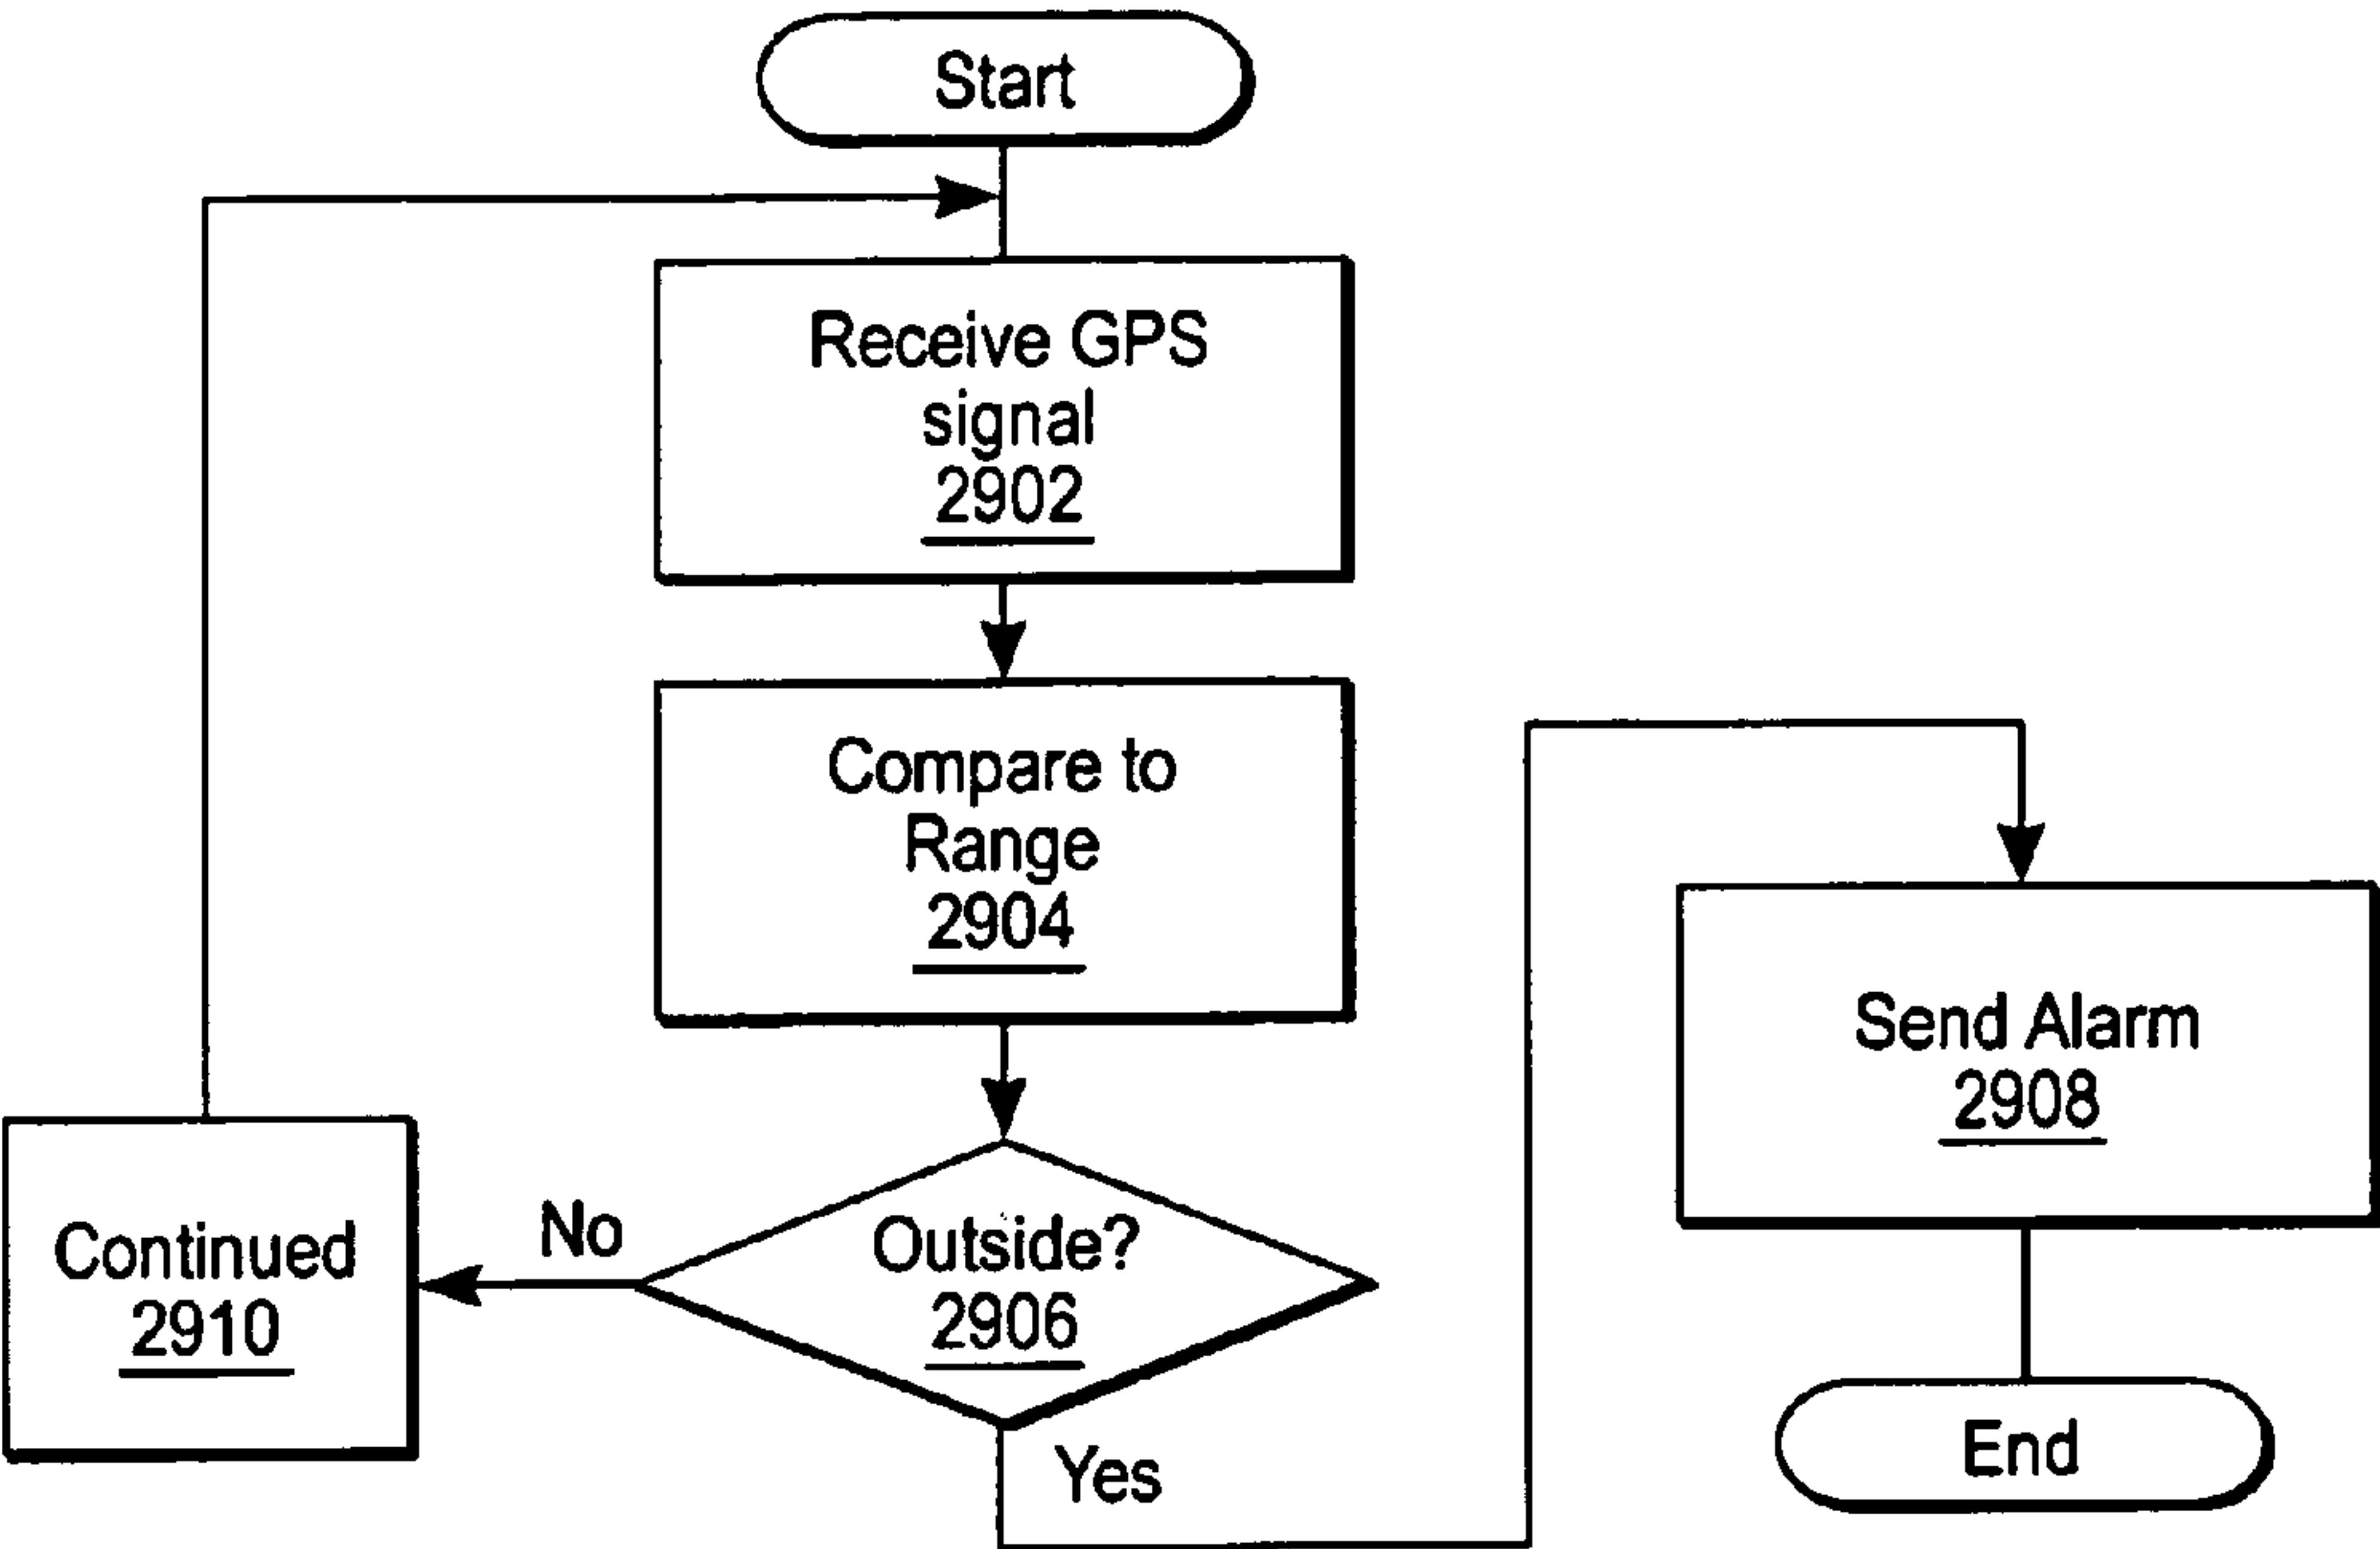 Start
Receive GPS
signal
2902
Compare to
Range
2904
Outside?
2906
No
Yes
Continued
2910
Send Alarm
2908
End